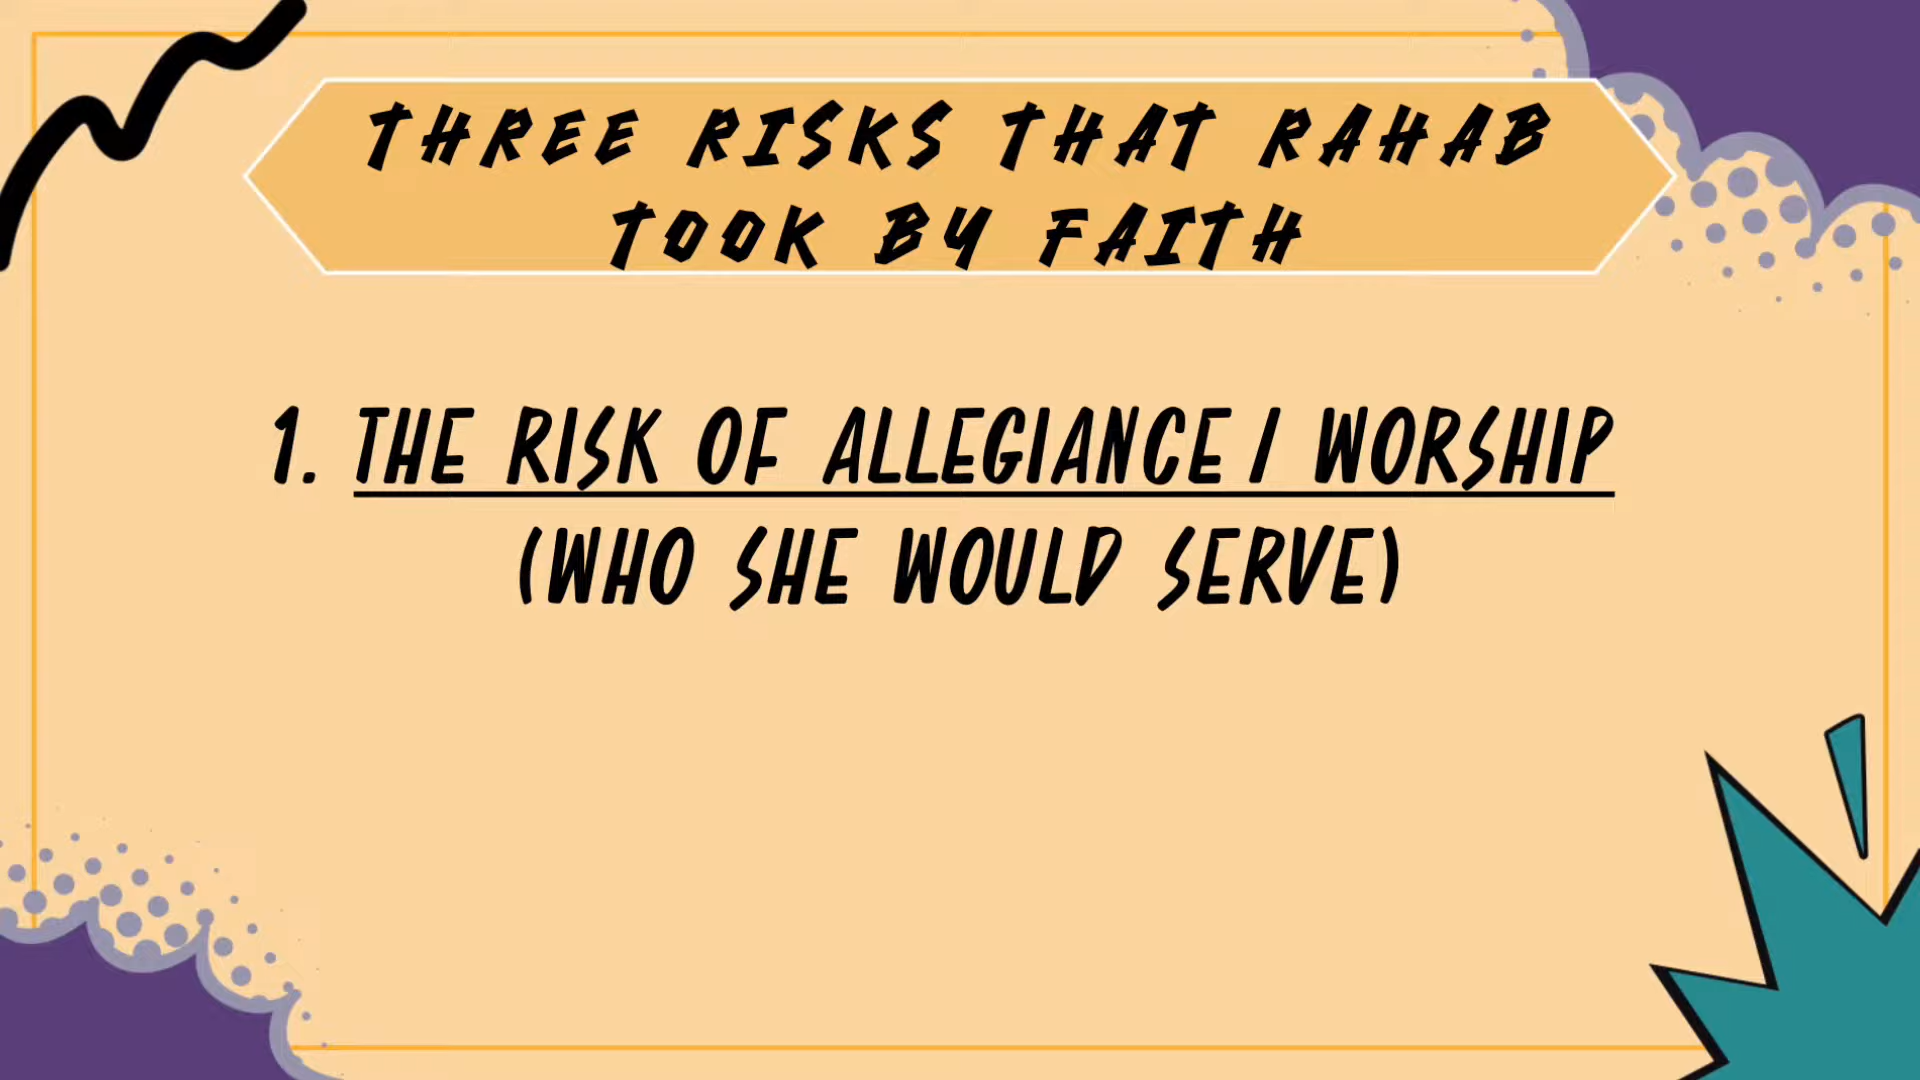 THREE RISKS THAT RAHAB
TOOK BY FAITH
1. THE RISK OF ALLEGIANCE / WORSHIP
(WHO SHE WOULD SERVE)